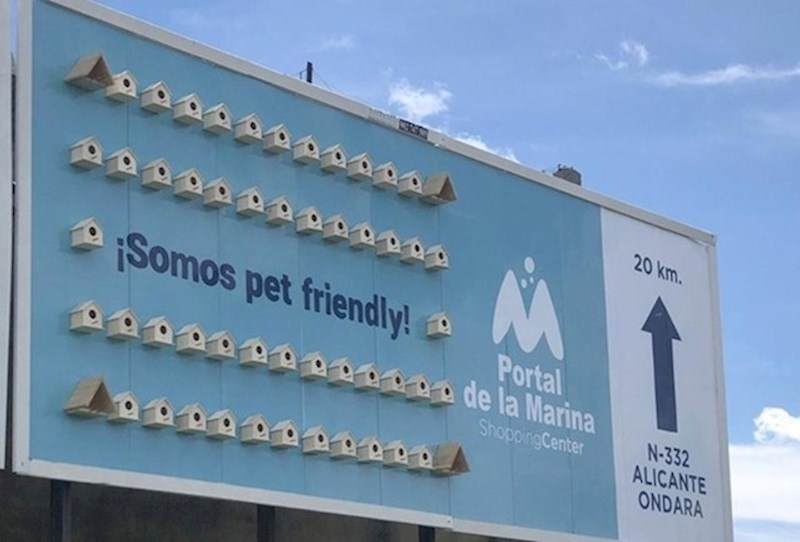 ¡Somos pet friendly!
Portal
de la Marina
ShoppingCenter
20 km.
N-332
ALICANTE
ONDARA